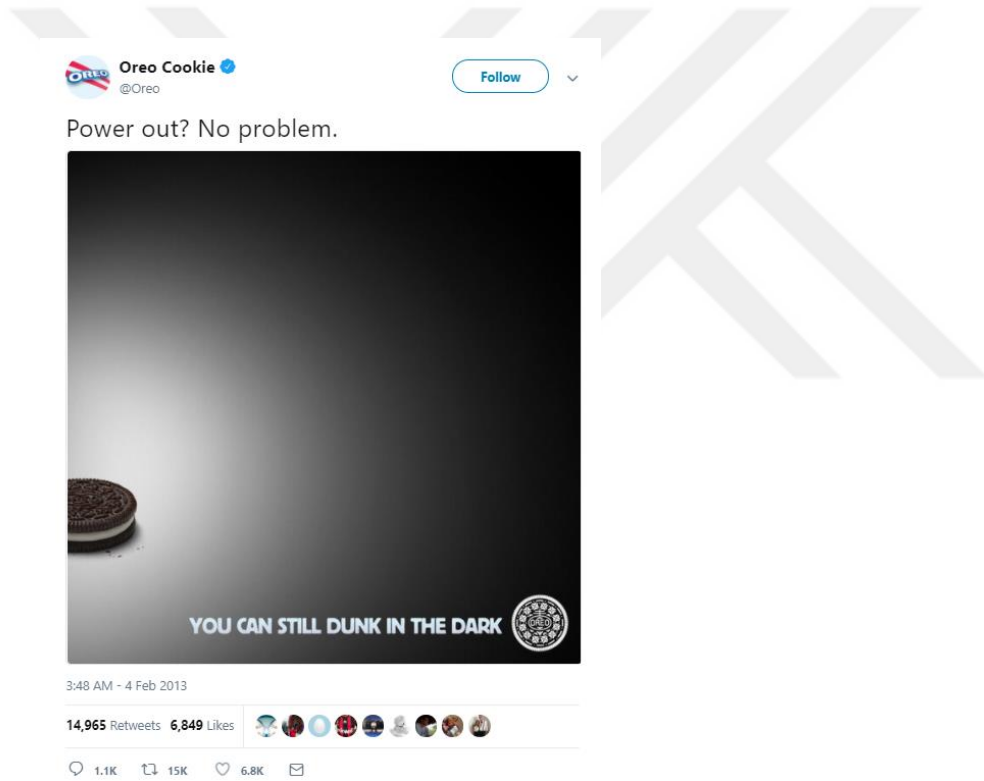 OREO
Oreo Cookie
@Oreo
Follow
Power out? No problem.
YOU CAN STILL DUNK IN THE DARK
OREO
3:48 AM - 4 Feb 2013
14,965 Retweets 6,849 Likes
1.1K 15K 6.8K